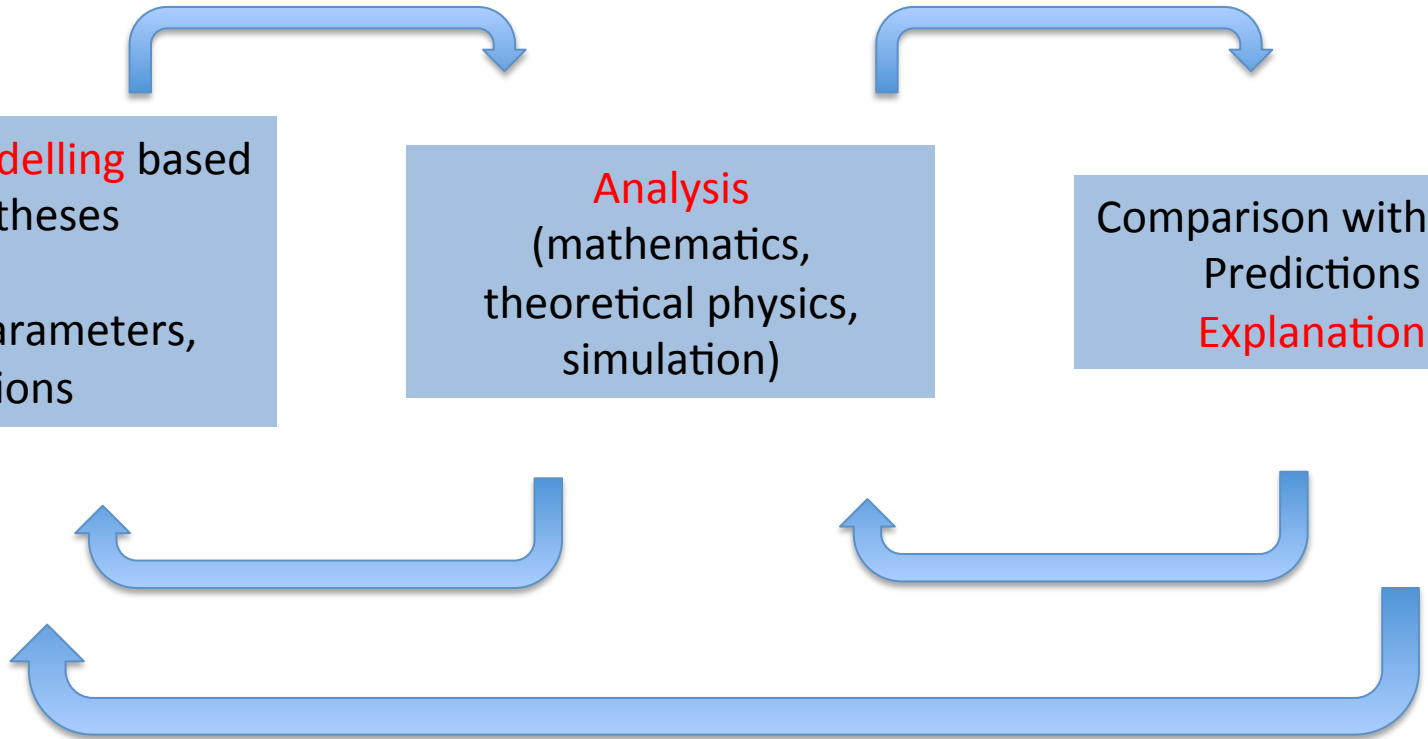 delling based
theses
arameters,
ions
Analysis
(mathematics,
theoretical physics,
simulation)
Comparison with
Predictions
Explanation